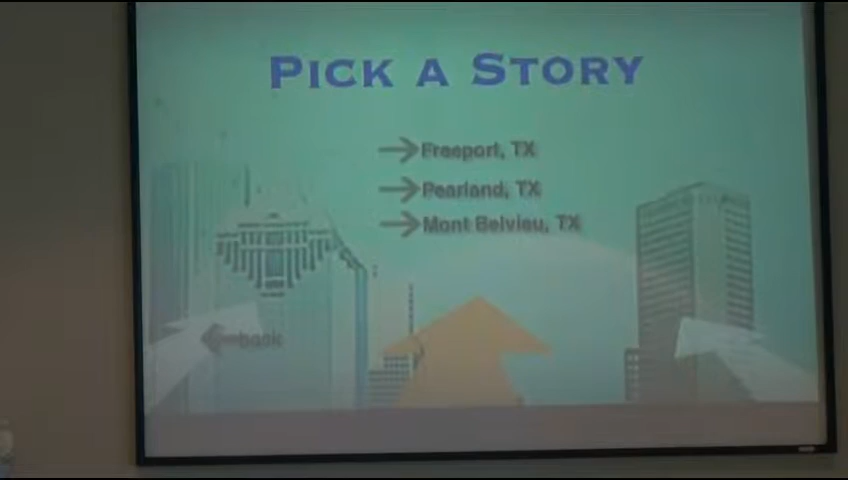 PICK A STORY
Freeport, TX
Pearland, TX
Mont Belvieu, TX
back